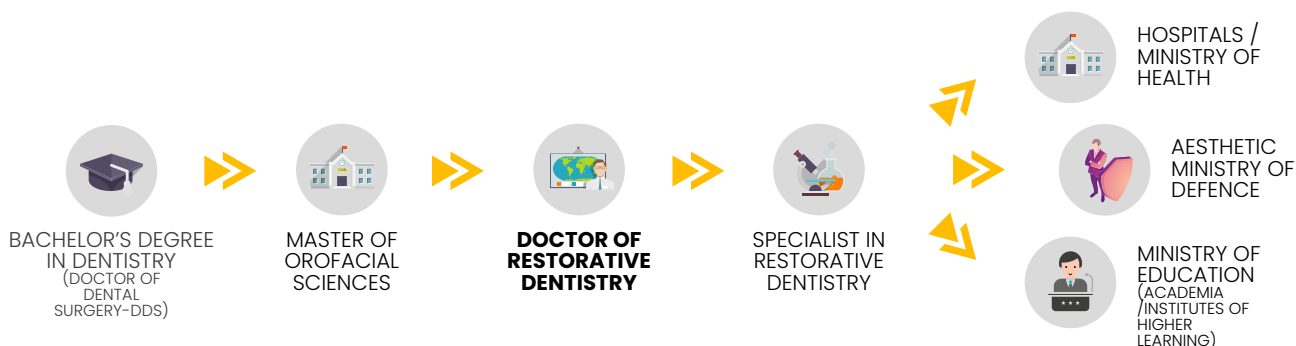 BACHELOR'S DEGREE
IN DENTISTRY
(DOCTOR OF
DENTAL
SURGERY-DDS)
MASTER OF
OROFACIAL
SCIENCES
DOCTOR OF
RESTORATIVE
DENTISTRY
SPECIALIST IN
RESTORATIVE
DENTISTRY
HOSPITALS /
MINISTRY OF
HEALTH
AESTHETIC
MINISTRY OF
DEFENCE
MINISTRY OF
EDUCATION
(ACADEMIA
/INSTITUTES OF
HIGHER
LEARNING)